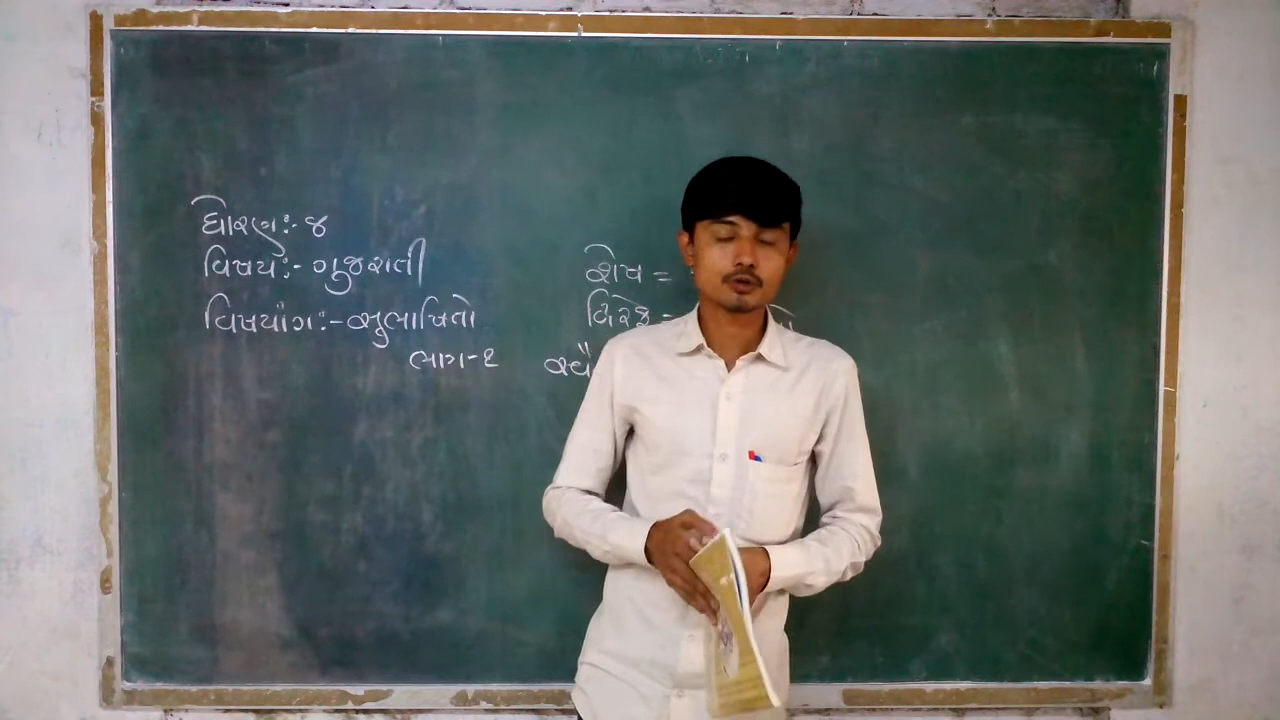 ધોરણ:- ૪
વિષય:- ગુજરાતી
વિષયાંગ:- સુભાષિતો
ભાગ-૨
શેષ =
દ્વિરેફ =